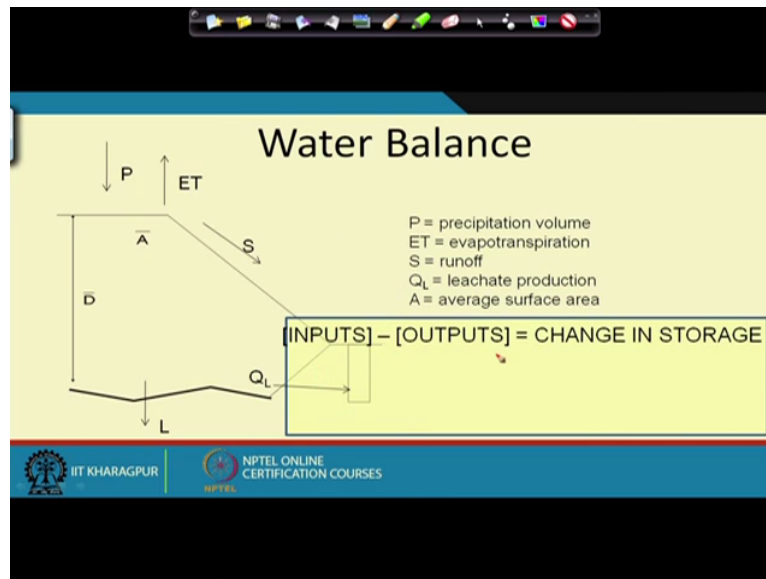 Water Balance
P
ET
A
S
D
P = precipitation volume
ET = evapotranspiration
S = runoff
QL = leachate production
A = average surface area
[INPUTS] – [OUTPUTS] = CHANGE IN STORAGE
QL
L
IIT KHARAGPUR
NPTEL
NPTEL ONLINE
CERTIFICATION COURSES